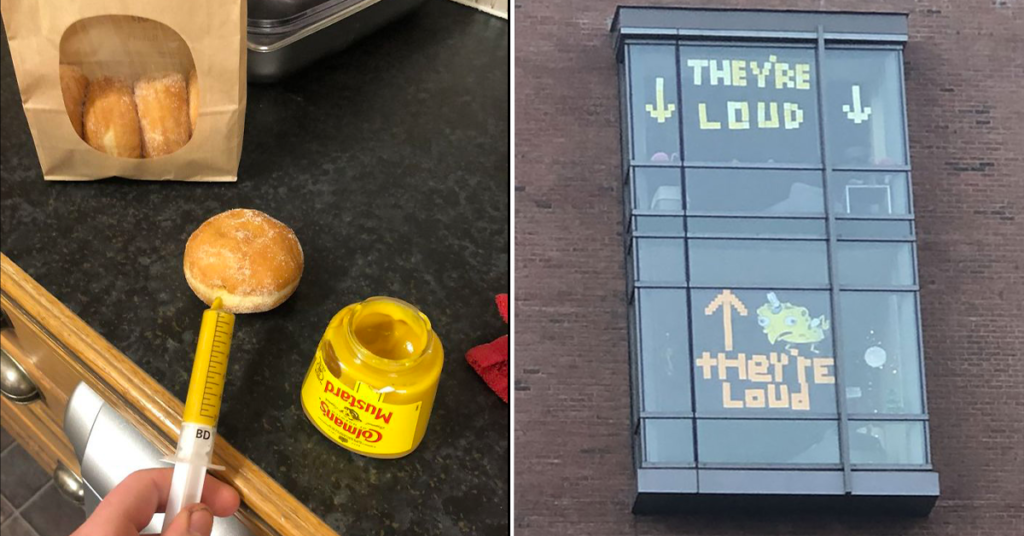 BD
Colman's
Mustard
THEY'RE
LOUD
tHEY'RE
LOUD